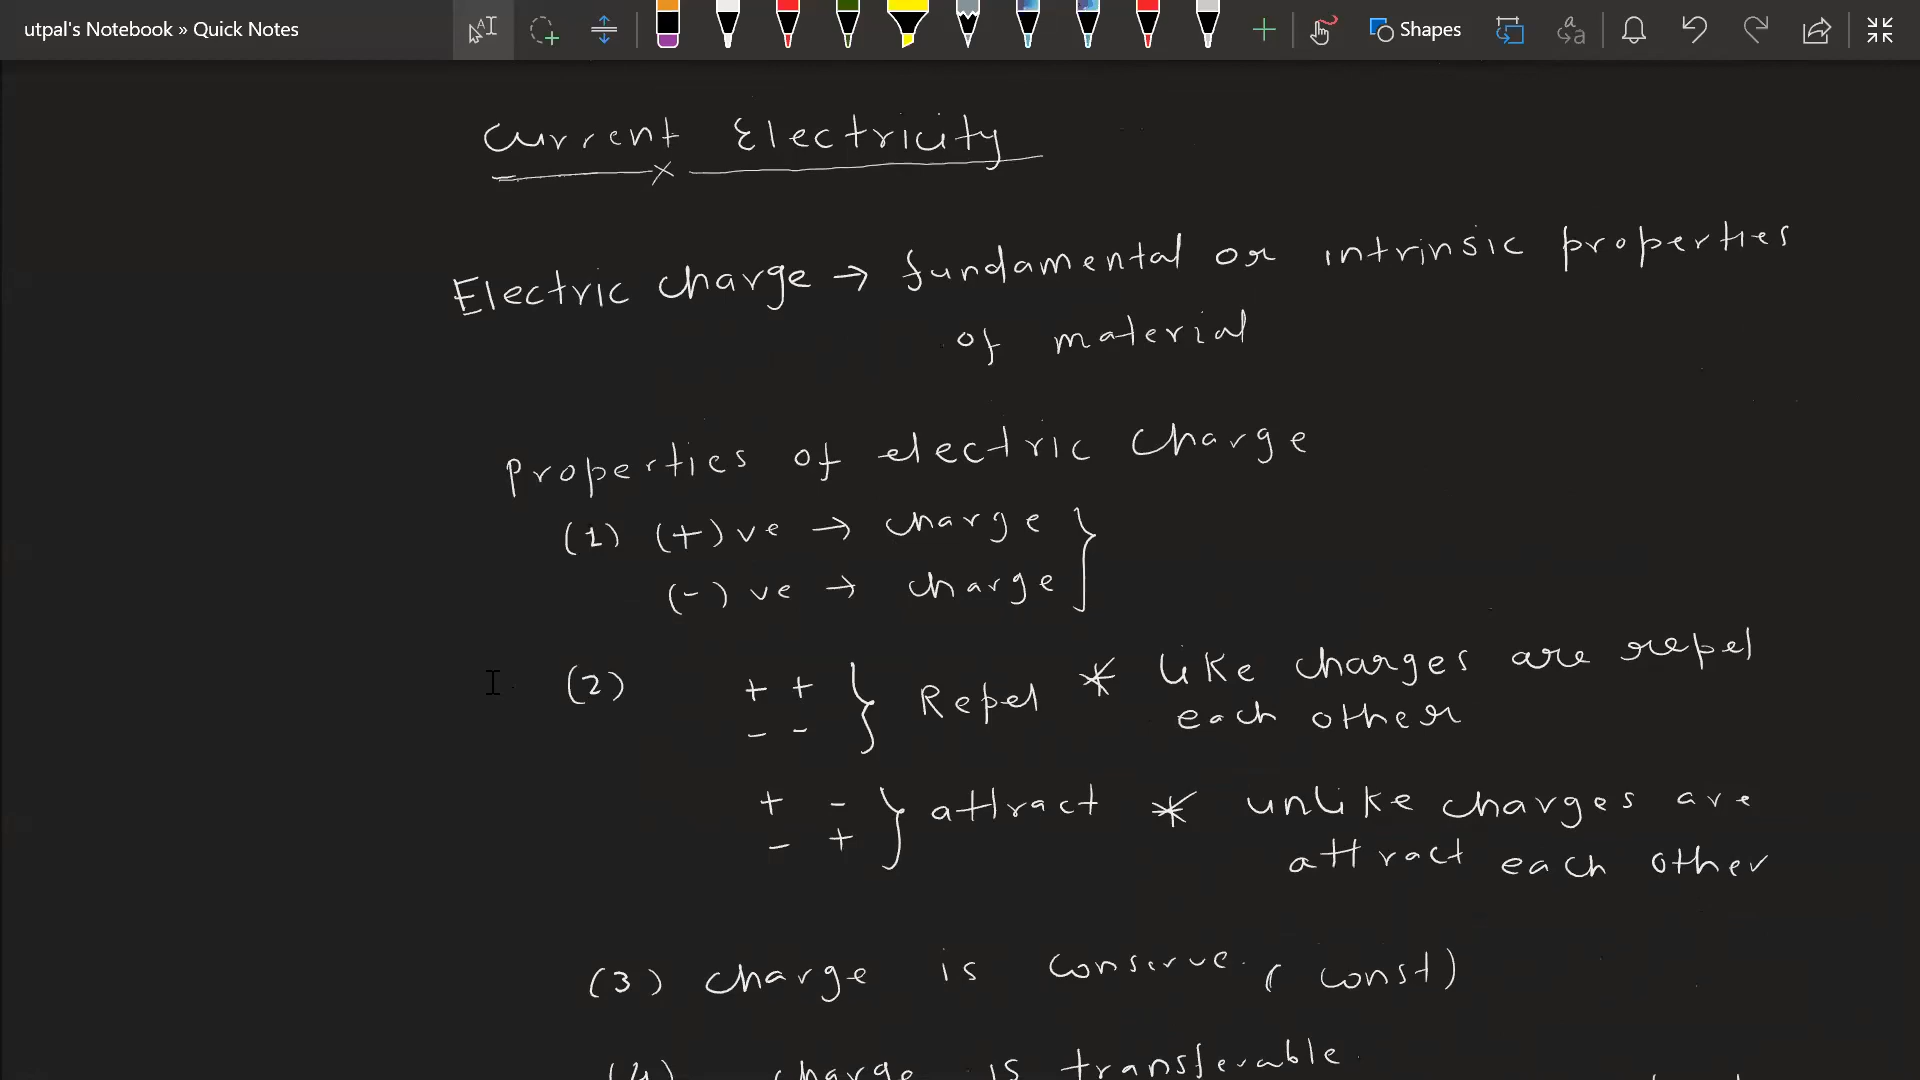 utpal's Notebook » Quick Notes
Shapes
Current Electricity
Electric charge → fundamental or intrinsic properties
of material
Properties of electric charge
(1) (+)ve → charge
(-)ve → charge
(2) + + } Repel * like charges are repel
- - each other
+ - } attract * unlike charges are
- + attract each other
(3) charge is conserve. (const)
(4) charge is transferable.